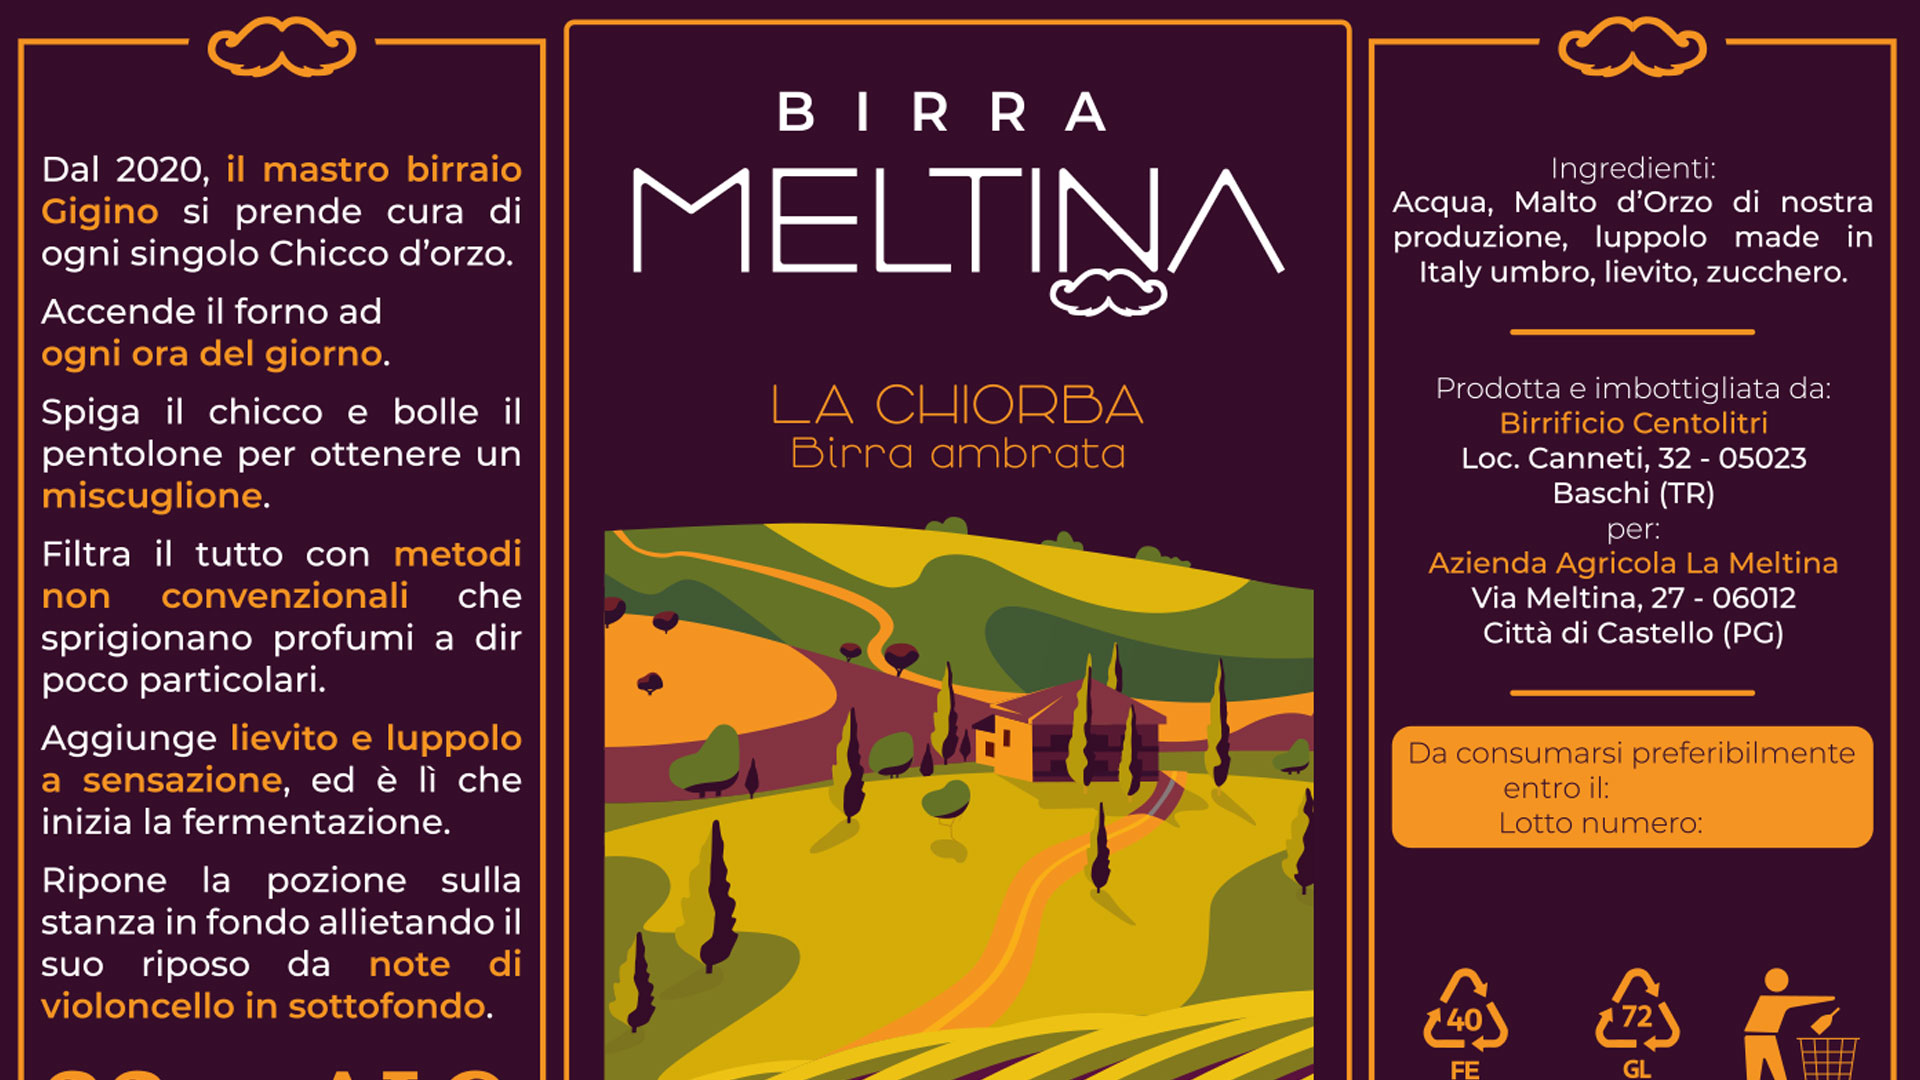 Dal 2020, il mastro birraio
Gigino si prende cura di
ogni singolo Chicco d'orzo.
Accende il forno ad
ogni ora del giorno.
Spiga il chicco e bolle il
pentolone per ottenere un
miscuglione.
Filtra il tutto con metodi
non convenzionali che
sprigionano profumi a dir
poco particolari.
Aggiunge lievito e luppolo
a sensazione, ed è lì che
inizia la fermentazione.
Ripone la pozione sulla
stanza in fondo allietando il
suo riposo da note di
violoncello in sottofondo.
BIRRA
MELTINA
LA CHIORBA
Birra ambrata
Ingredienti:
Acqua, Malto d'Orzo di nostra
produzione, luppolo made in
Italy umbro, lievito, zucchero.
Prodotta e imbottigliata da:
Birrificio Centolitri
Loc. Canneti, 32 - 05023
Baschi (TR)
per:
Azienda Agricola La Meltina
Via Meltina, 27 - 06012
Città di Castello (PG)
Da consumarsi preferibilmente
entro il:
Lotto numero:
40
FE
72
GL